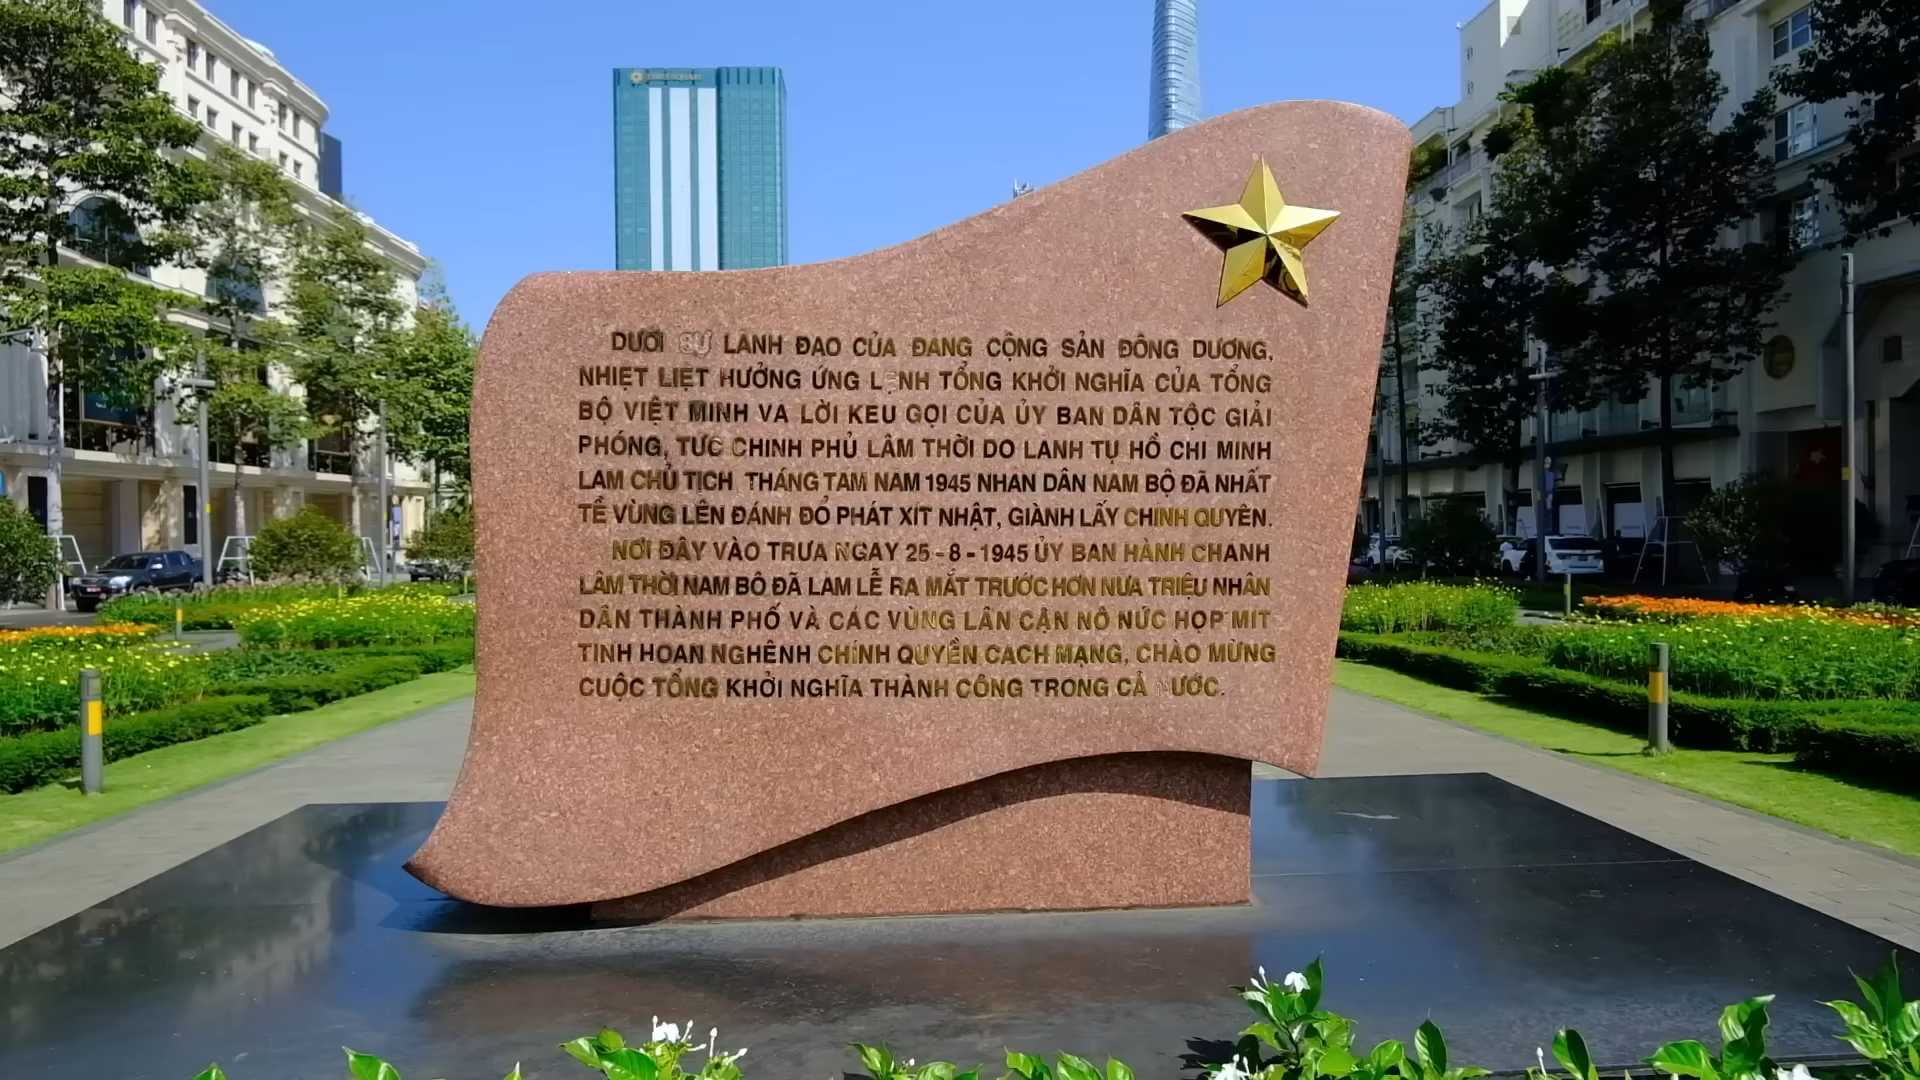 TIMES SQUARE
DƯỚI SỰ LÃNH ĐẠO CỦA ĐẢNG CỘNG SẢN ĐÔNG DƯƠNG,
NHIỆT LIỆT HƯỞNG ỨNG LỆNH TỔNG KHỞI NGHĨA CỦA TỔNG
BỘ VIỆT MINH VÀ LỜI KÊU GỌI CỦA ỦY BAN DÂN TỘC GIẢI
PHÓNG, TỨC CHÍNH PHỦ LÂM THỜI DO LÃNH TỤ HỒ CHÍ MINH
LÀM CHỦ TỊCH THÁNG TÁM NĂM 1945 NHÂN DÂN NAM BỘ ĐÃ NHẤT
TỀ VÙNG LÊN ĐÁNH ĐỔ PHÁT XÍT NHẬT, GIÀNH LẤY CHÍNH QUYỀN.
NƠI ĐÂY VÀO TRƯA NGÀY 25 - 8 - 1945 ỦY BAN HÀNH CHÁNH
LÂM THỜI NAM BỘ ĐÃ LÀM LỄ RA MẮT TRƯỚC HƠN NỬA TRIỆU NHÂN
DÂN THÀNH PHỐ VÀ CÁC VÙNG LÂN CẬN NÔ NỨC HỌP MÍT
TINH HOAN NGHÊNH CHÍNH QUYỀN CÁCH MẠNG, CHÀO MỪNG
CUỘC TỔNG KHỞI NGHĨA THÀNH CÔNG TRONG CẢ NƯỚC.